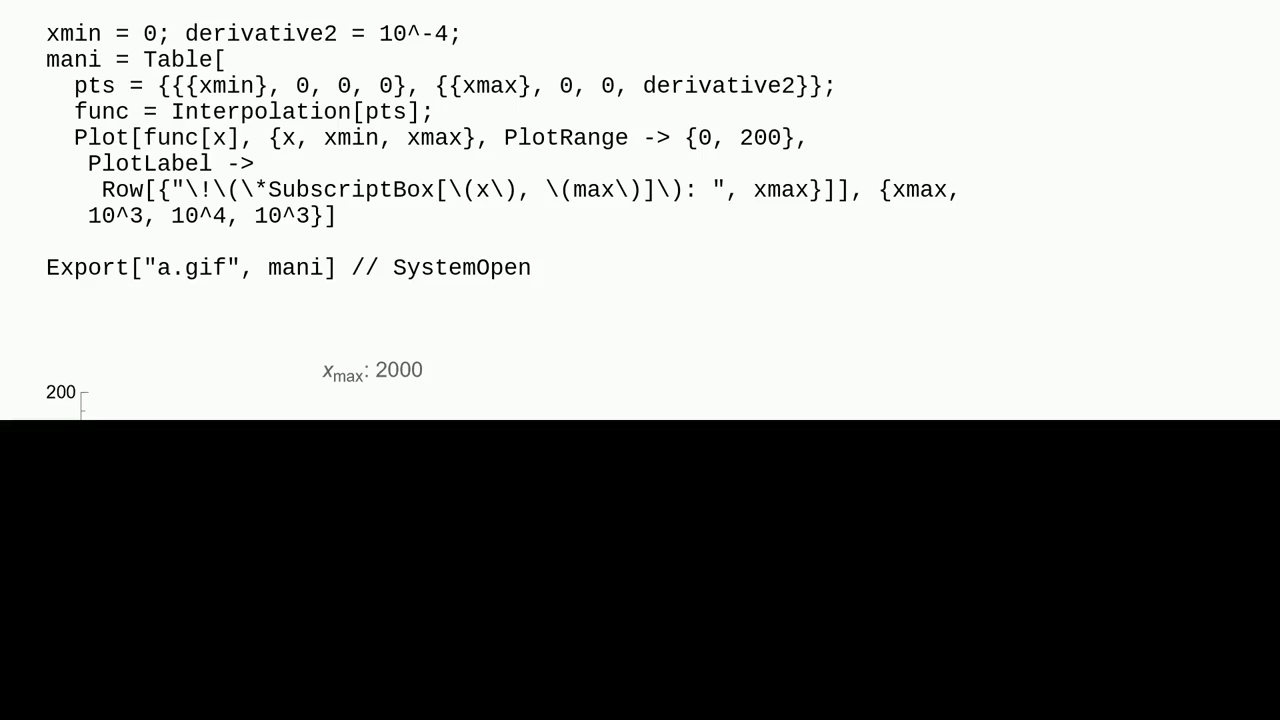 xmin = 0; derivative2 = 10^-4;
mani = Table[
pts = {{{xmin}, 0, 0, 0}, {{xmax}, 0, 0, derivative2}};
func = Interpolation[pts];
Plot[func[x], {x, xmin, xmax}, PlotRange -> {0, 200},
PlotLabel ->
Row[{"\!\(\*SubscriptBox[\(x\), \(max\)]\): ", xmax}]], {xmax,
10^3, 10^4, 10^3}]
Export["a.gif", mani] // SystemOpen
xmax: 2000
200